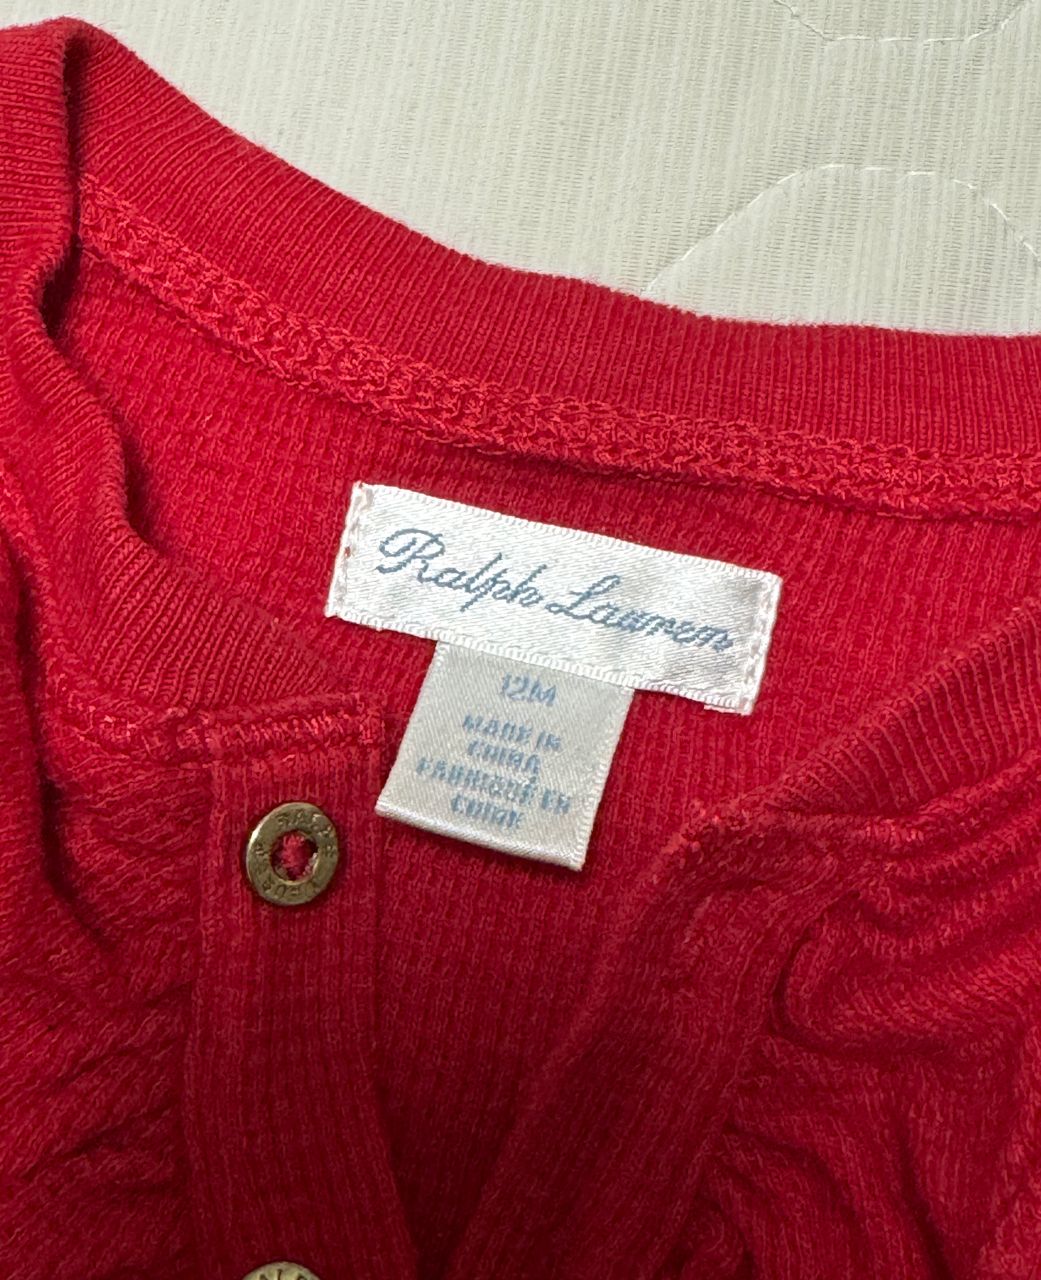 Ralph Lauren
12M
MADE IN
CHINA
FABRIQUÉ EN
CHINE